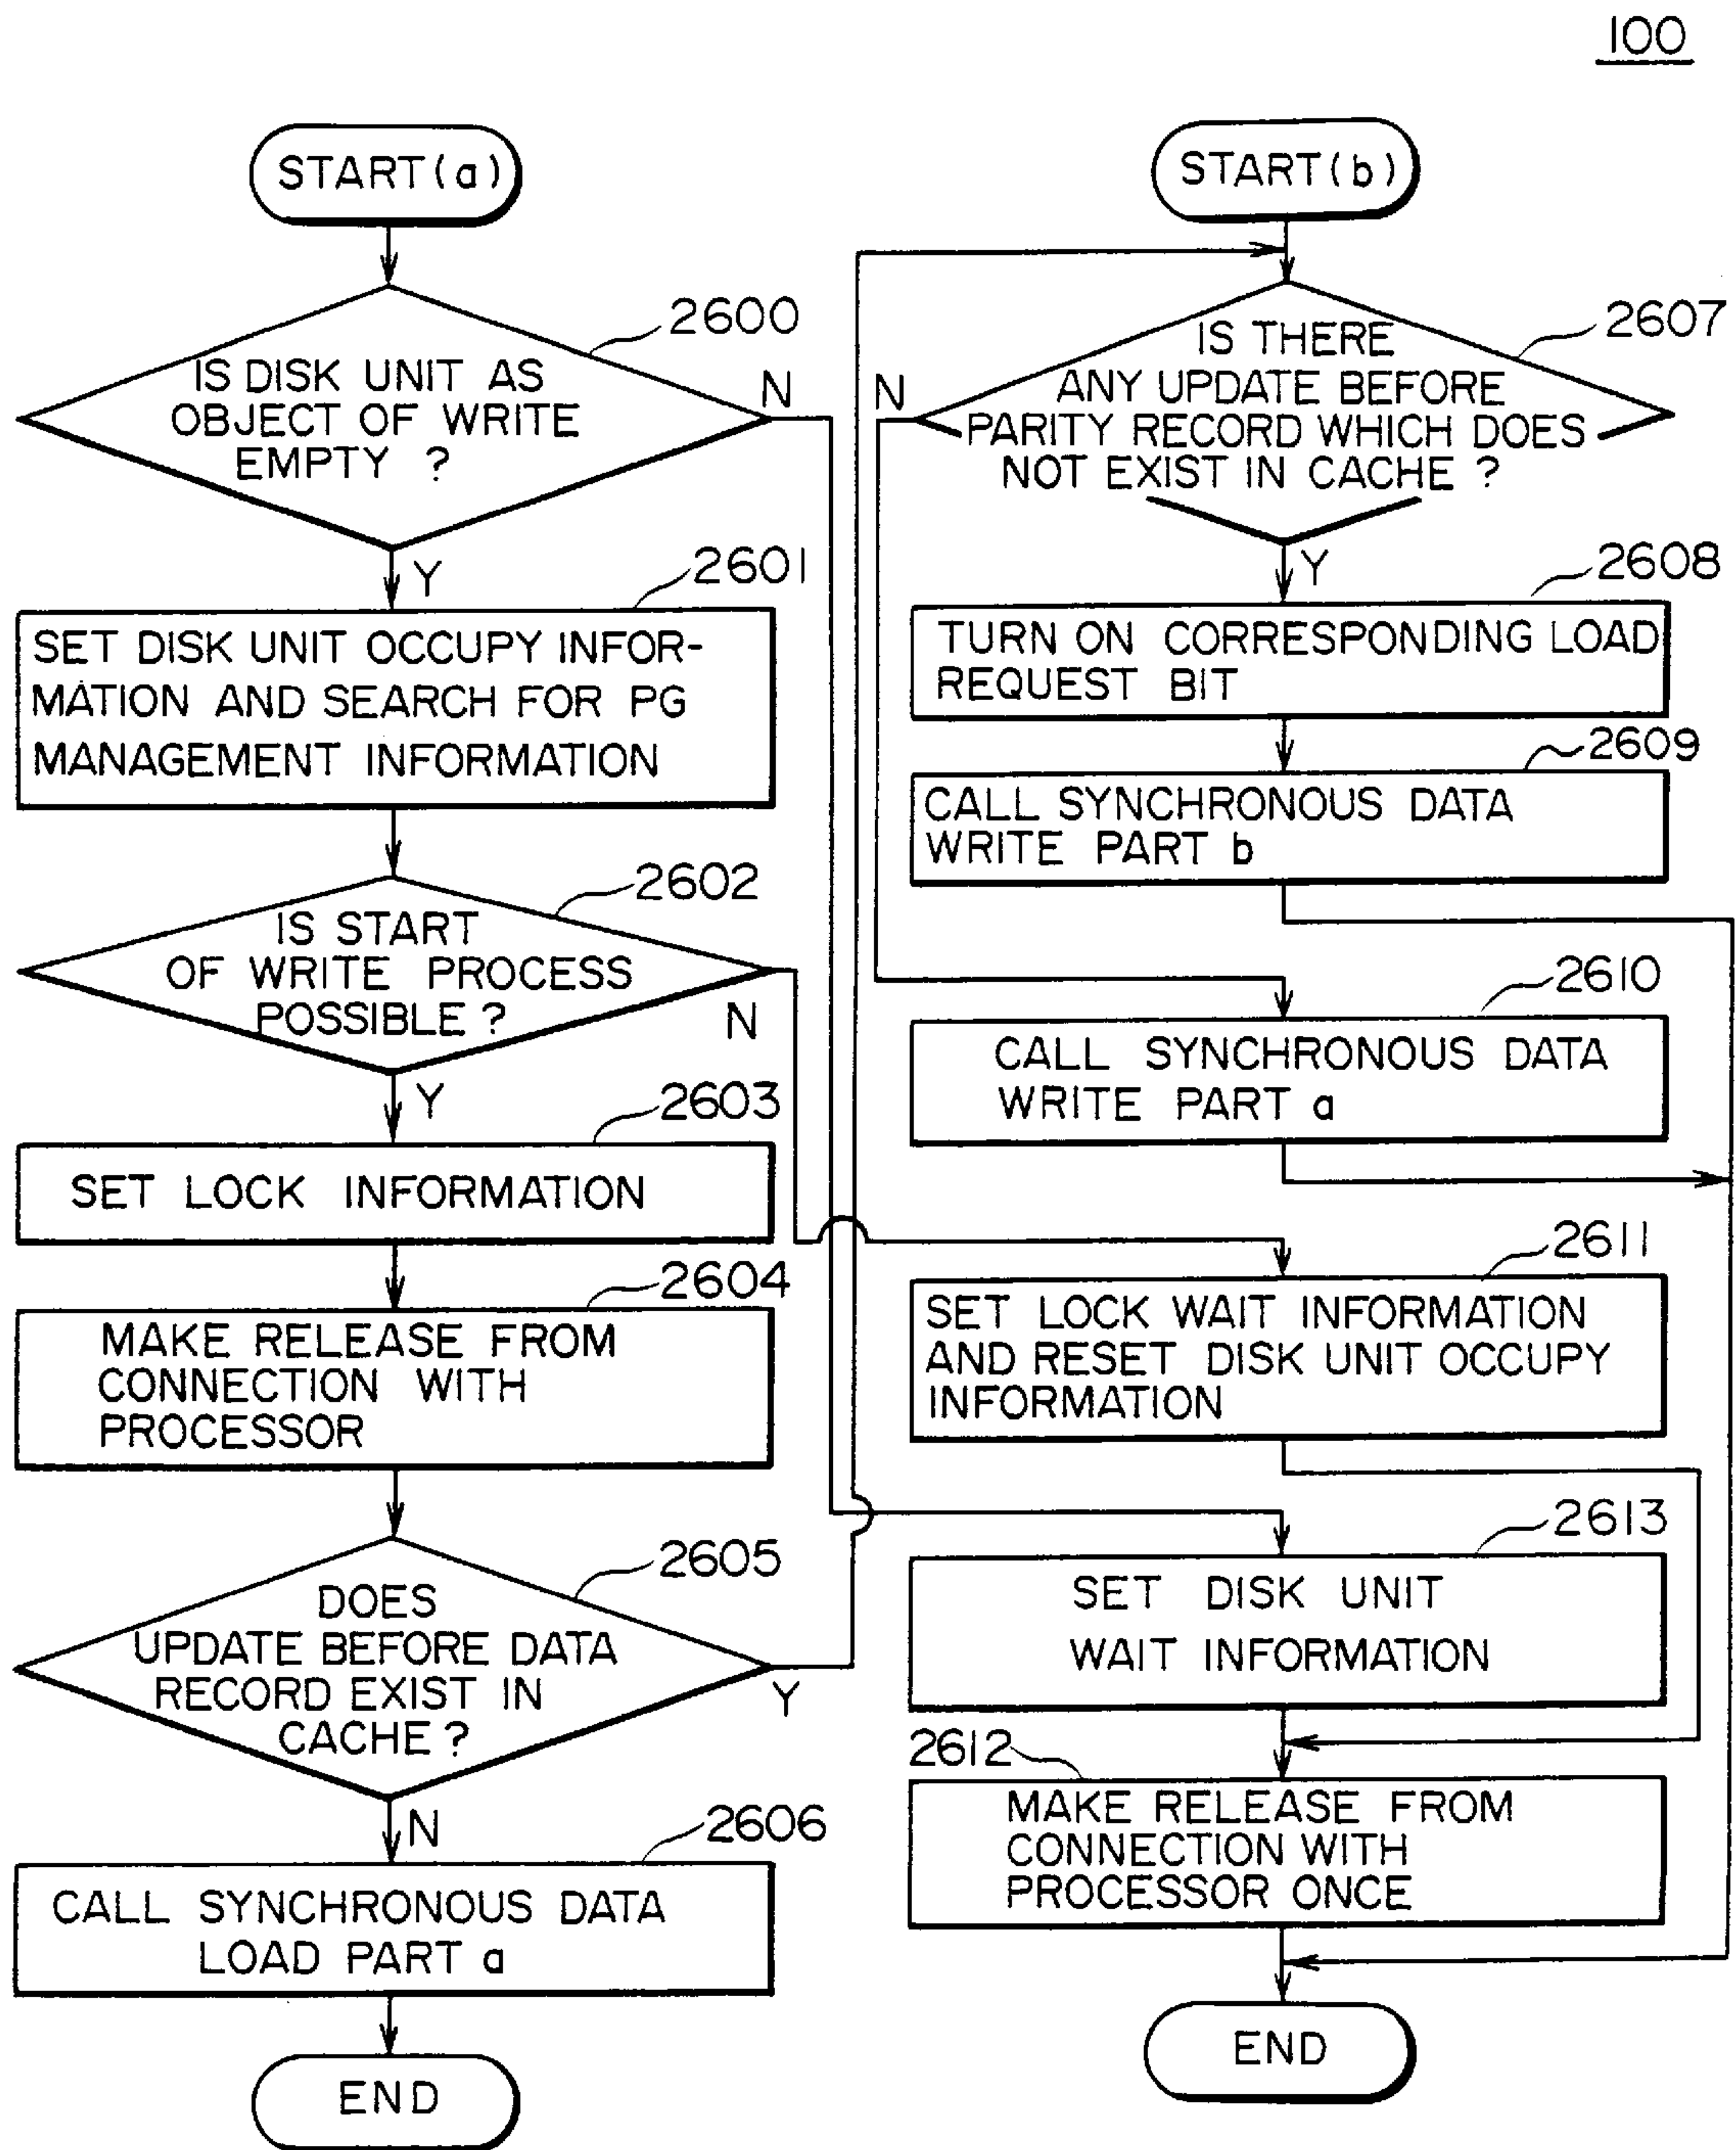 100
START(a)
2600
IS DISK UNIT AS
OBJECT OF WRITE
EMPTY ?
N
Y
2601
SET DISK UNIT OCCUPY INFOR-
MATION AND SEARCH FOR PG
MANAGEMENT INFORMATION
2602
IS START
OF WRITE PROCESS
POSSIBLE ?
N
Y
2603
SET LOCK INFORMATION
2604
MAKE RELEASE FROM
CONNECTION WITH
PROCESSOR
2605
DOES
UPDATE BEFORE DATA
RECORD EXIST IN
CACHE ?
Y
N
2606
CALL SYNCHRONOUS DATA
LOAD PART a
END
START(b)
2607
IS THERE
ANY UPDATE BEFORE
PARITY RECORD WHICH DOES
NOT EXIST IN CACHE ?
N
Y
2608
TURN ON CORRESPONDING LOAD
REQUEST BIT
2609
CALL SYNCHRONOUS DATA
WRITE PART b
2610
CALL SYNCHRONOUS DATA
WRITE PART a
2611
SET LOCK WAIT INFORMATION
AND RESET DISK UNIT OCCUPY
INFORMATION
2613
SET DISK UNIT
WAIT INFORMATION
2612
MAKE RELEASE FROM
CONNECTION WITH
PROCESSOR ONCE
END